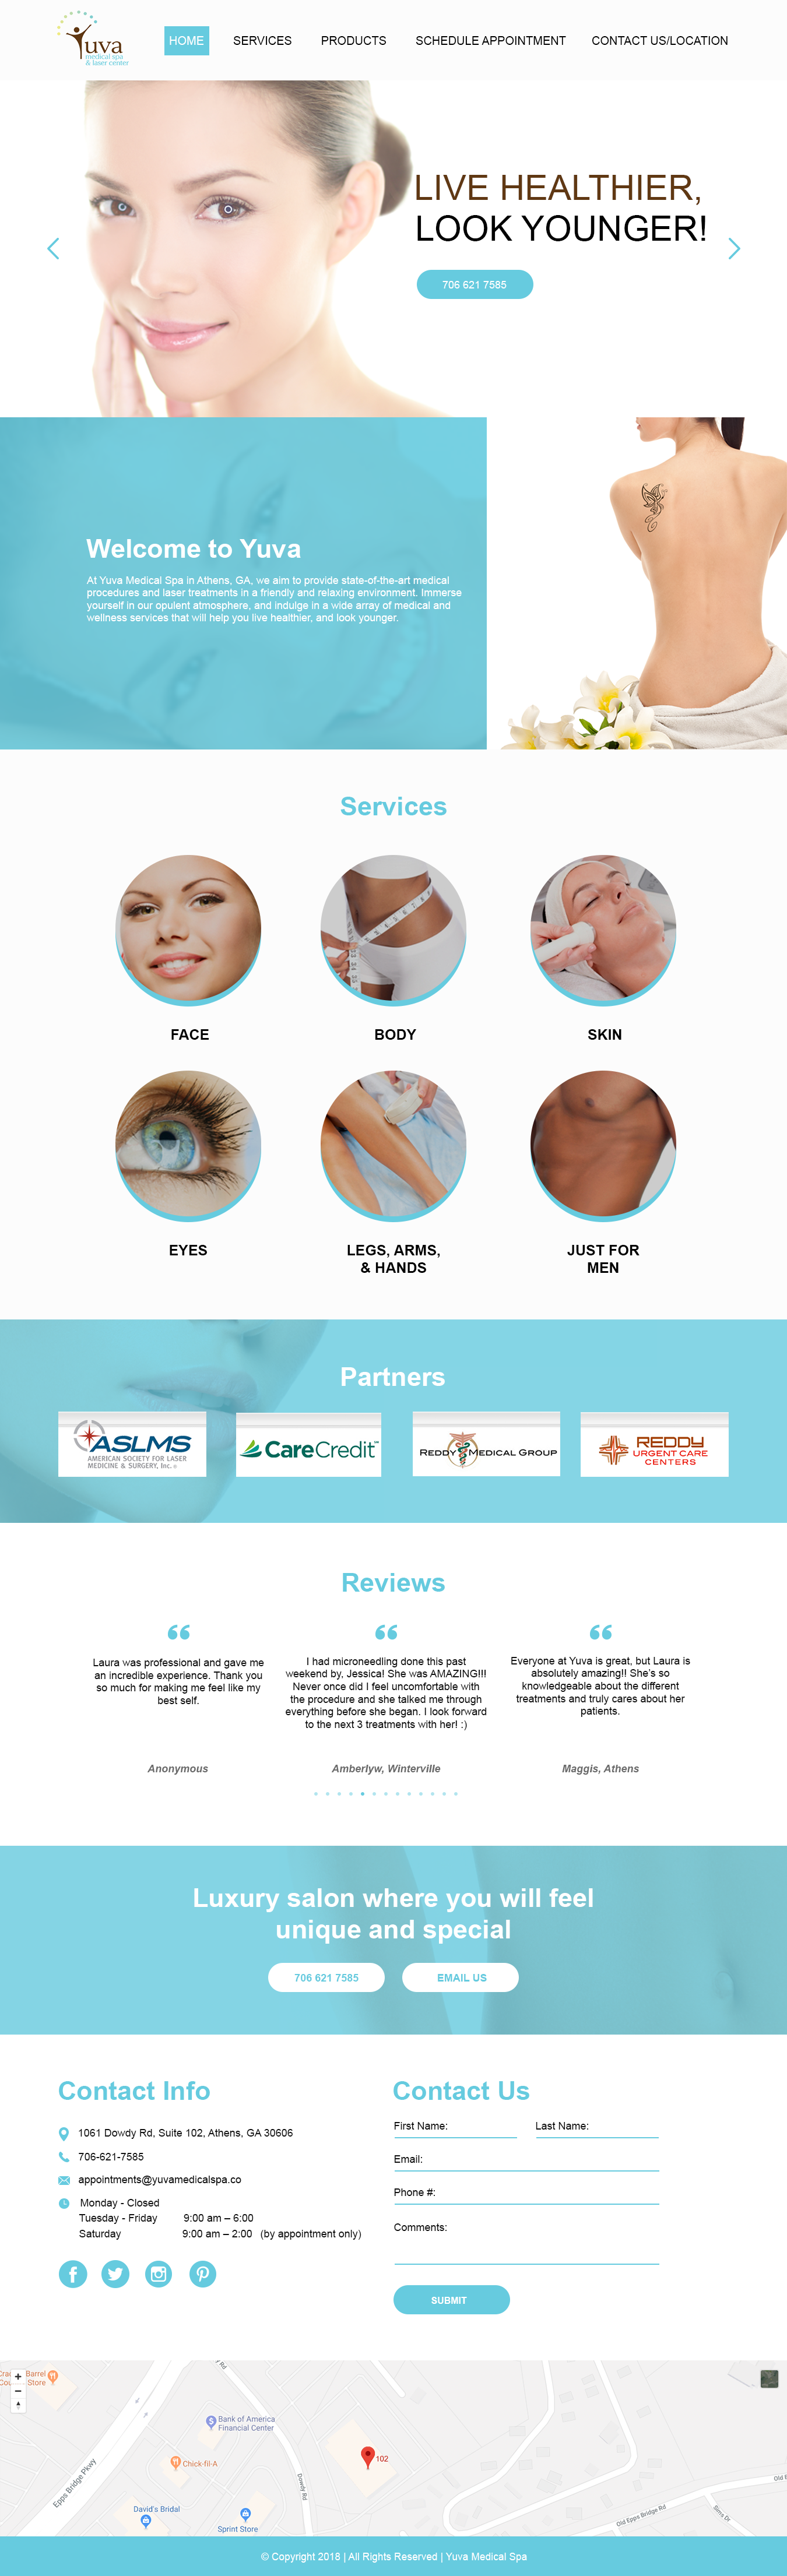 Yuva
medical spa
& laser center
HOME
SERVICES
PRODUCTS
SCHEDULE APPOINTMENT
CONTACT US/LOCATION
LIVE HEALTHIER,
LOOK YOUNGER!
706 621 7585
Welcome to Yuva
At Yuva Medical Spa in Athens, GA, we aim to provide state-of-the-art medical
procedures and laser treatments in a friendly and relaxing environment. Immerse
yourself in our opulent atmosphere, and indulge in a wide array of medical and
wellness services that will help you live healthier, and look younger.
Services
FACE
BODY
SKIN
EYES
LEGS, ARMS,
& HANDS
JUST FOR
MEN
Partners
ASLMS
AMERICAN SOCIETY FOR LASER
MEDICINE & SURGERY, Inc. ®
CareCredit
REDDY MEDICAL GROUP
REDDY
URGENT CARE
CENTERS
Reviews
Laura was professional and gave me
an incredible experience. Thank you
so much for making me feel like my
best self.
Anonymous
I had microneedling done this past
weekend by, Jessica! She was AMAZING!!!
Never once did I feel uncomfortable with
the procedure and she talked me through
everything before she began. I look forward
to the next 3 treatments with her! :)
Amberlyw, Winterville
Everyone at Yuva is great, but Laura is
absolutely amazing!! She's so
knowledgeable about the different
treatments and truly cares about her
patients.
Maggis, Athens
Luxury salon where you will feel
unique and special
706 621 7585
EMAIL US
Contact Info
1061 Dowdy Rd, Suite 102, Athens, GA 30606
706-621-7585
appointments@yuvamedicalspa.co
Monday - Closed
Tuesday - Friday 9:00 am – 6:00
Saturday 9:00 am – 2:00 (by appointment only)
Contact Us
First Name:
Last Name:
Email:
Phone #:
Comments:
SUBMIT
Barrel
Store
Bank of America
Financial Center
Chick-fil-A
102
Epps Bridge Pkwy
Dowdy Rd
David's Bridal
Sprint Store
Old Epps Bridge Rd
© Copyright 2018 | All Rights Reserved | Yuva Medical Spa